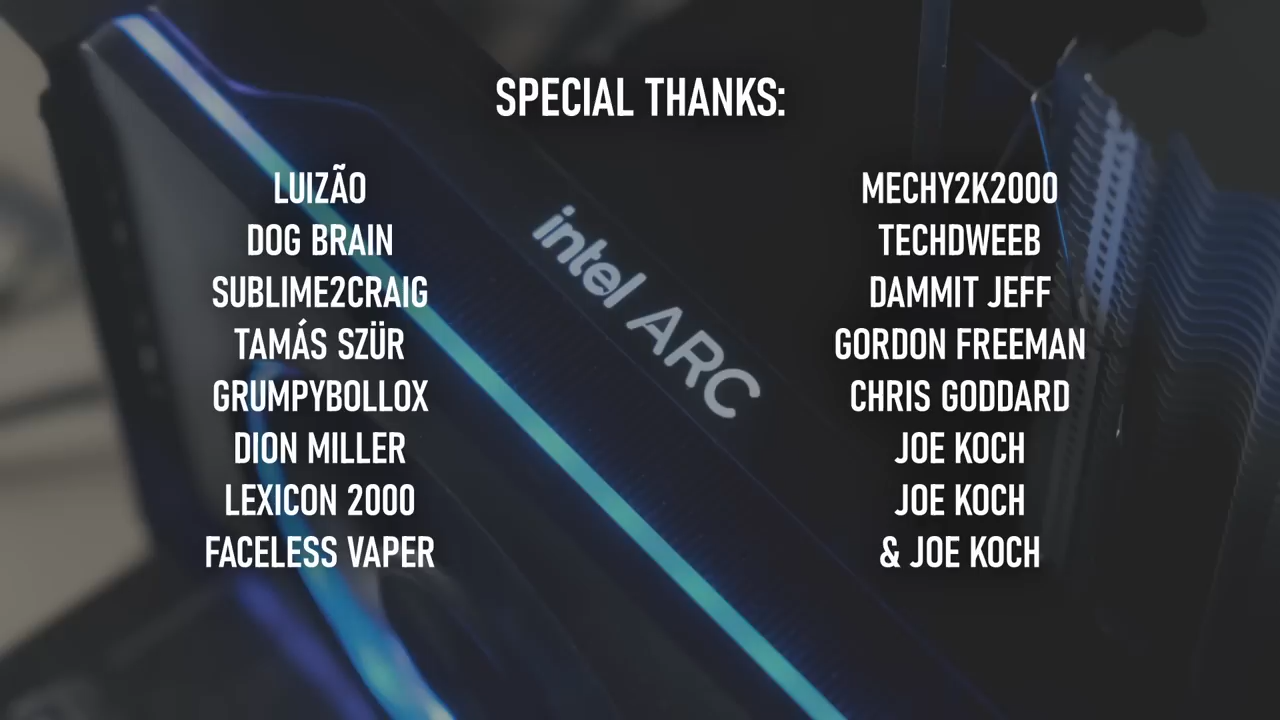 SPECIAL THANKS:
LUIZÃO
DOG BRAIN
SUBLIME2CRAIG
TAMÁS SZÜR
GRUMPYBOLLOX
DION MILLER
LEXICON 2000
FACELESS VAPER
MECHY2K2000
TECHDWEEB
DAMMIT JEFF
GORDON FREEMAN
CHRIS GODDARD
JOE KOCH
JOE KOCH
& JOE KOCH
intel ARC